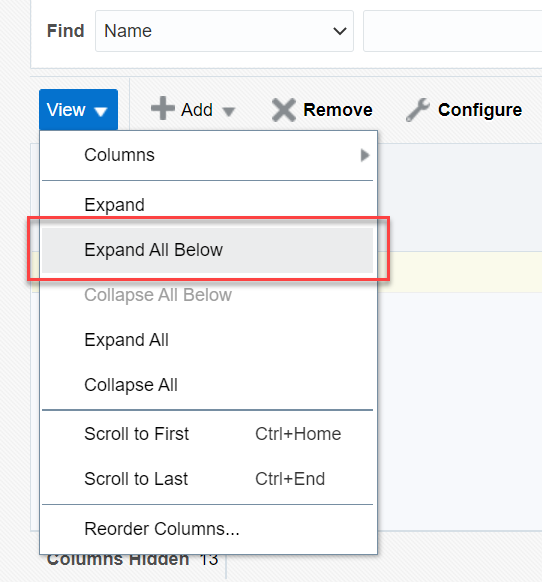 Find Name
View Add Remove Configure
Columns
Expand
Expand All Below
Collapse All Below
Expand All
Collapse All
Scroll to First Ctrl+Home
Scroll to Last Ctrl+End
Reorder Columns...
Columns Hidden 13